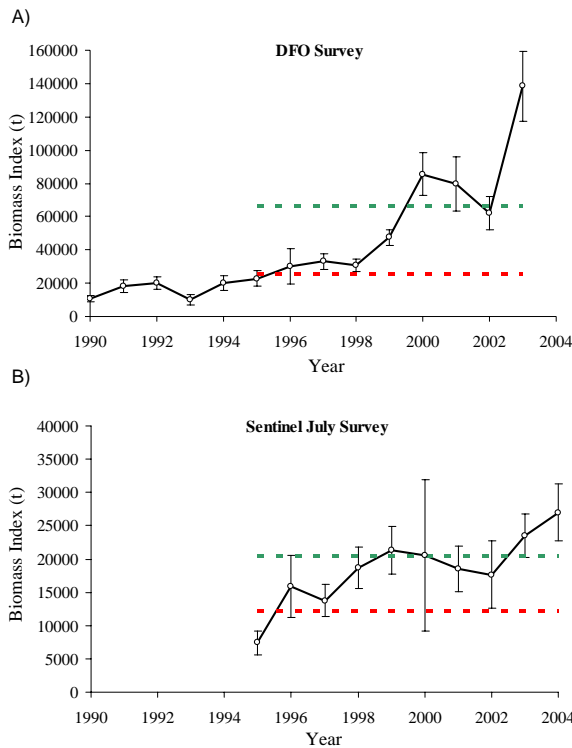 A)
DFO Survey
Biomass Index (t)
160000
140000
120000
100000
80000
60000
40000
20000
0
1990 1992 1994 1996 1998 2000 2002 2004
Year
B)
Sentinel July Survey
Biomass Index (t)
40000
35000
30000
25000
20000
15000
10000
5000
0
1990 1992 1994 1996 1998 2000 2002 2004
Year